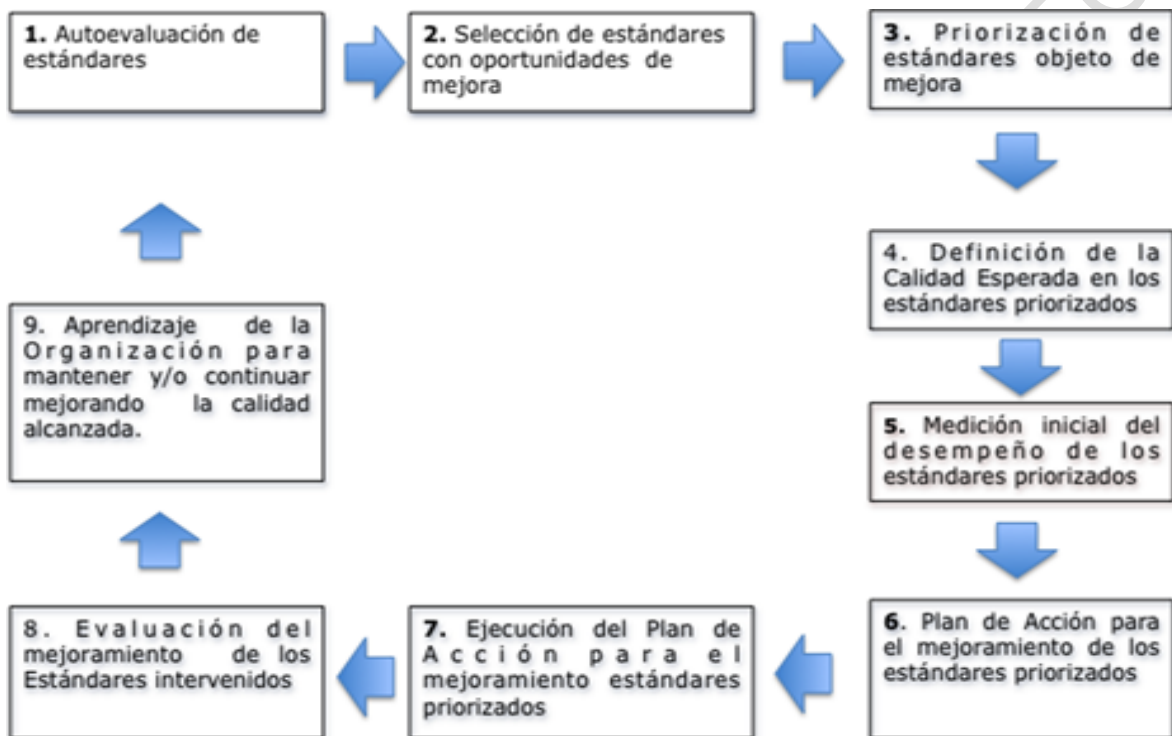 1. Autoevaluación de
estándares
2. Selección de estándares
con oportunidades de
mejora
3. Priorización de
estándares objeto de
mejora
4. Definición de la
Calidad Esperada en los
estándares priorizados
5. Medición inicial del
desempeño de los
estándares priorizados
6. Plan de Acción para
el mejoramiento de los
estándares priorizados
7. Ejecución del Plan de
Acción para el
mejoramiento estándares
priorizados
8. Evaluación del
mejoramiento de los
Estándares intervenidos
9. Aprendizaje de la
Organización para
mantener y/o continuar
mejorando la calidad
alcanzada.